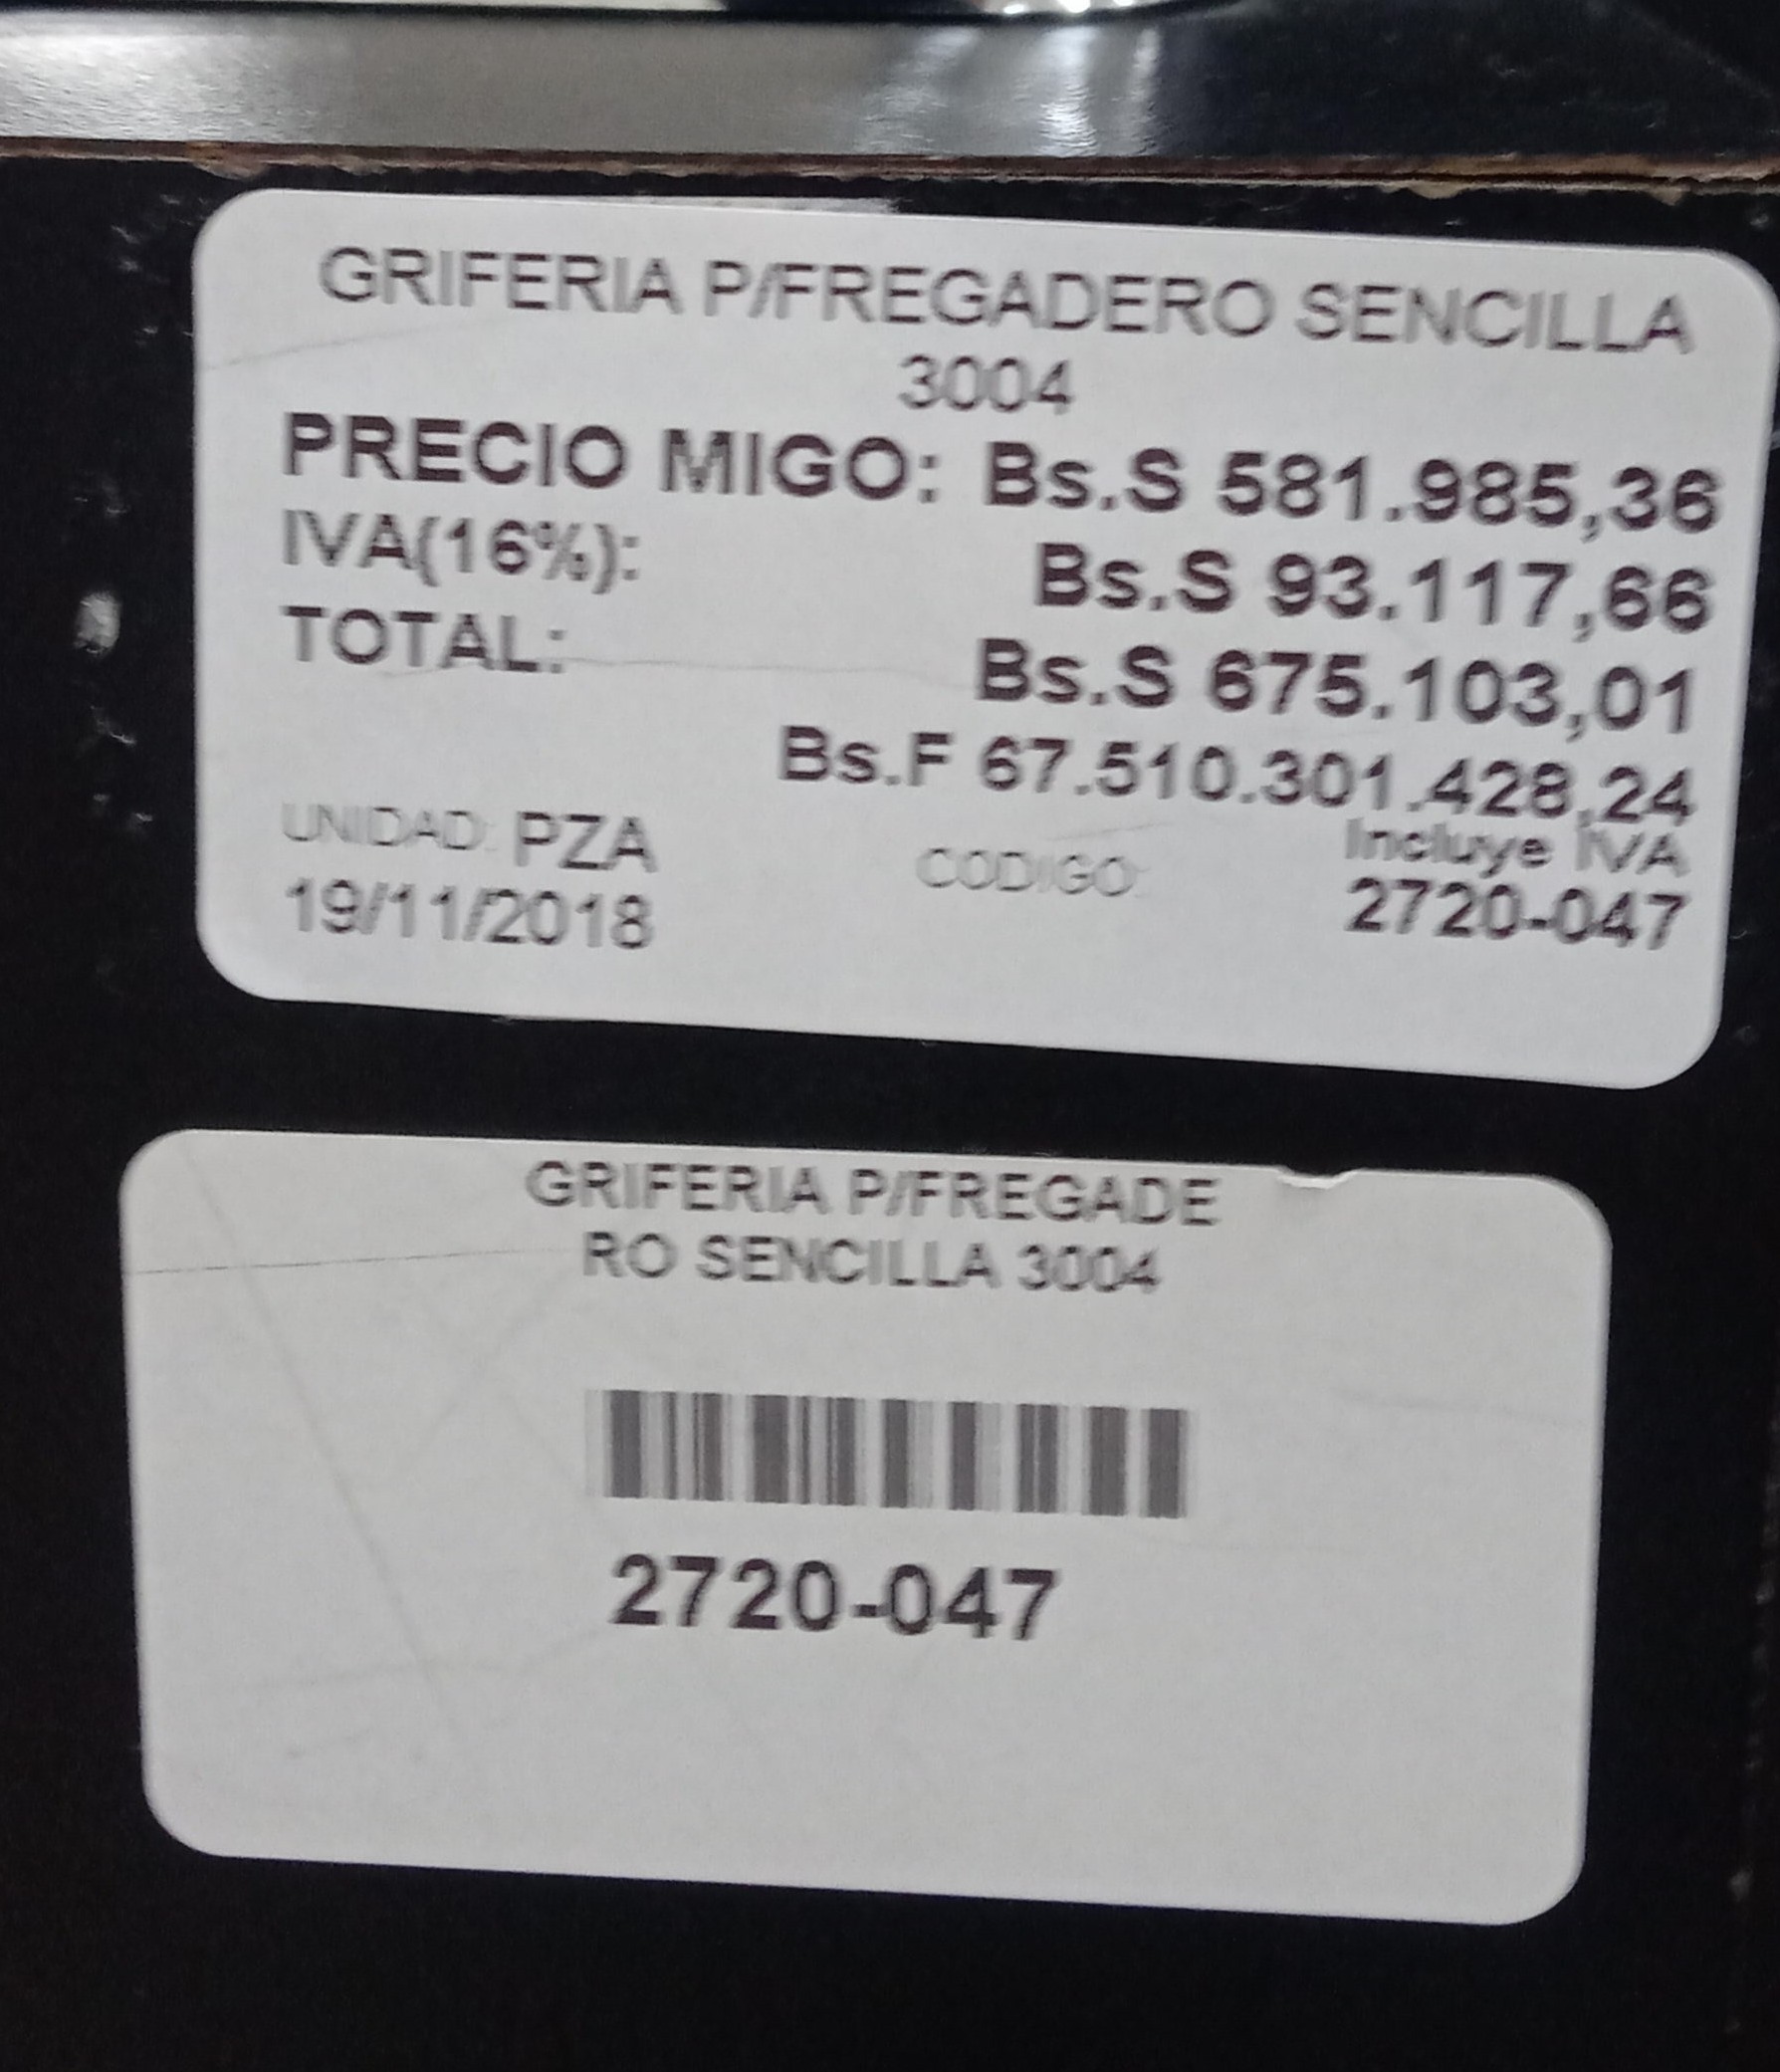 GRIFERIA P/FREGADERO SENCILLA
3004
PRECIO MIGO: Bs.S 581.985,36
IVA(16%): Bs.S 93.117,66
TOTAL: Bs.S 675.103,01
Bs.F 67.510.301.428,24
Incluye IVA
UNIDAD: PZA CODIGO: 2720-047
19/11/2018
GRIFERIA P/FREGADE
RO SENCILLA 3004
2720-047